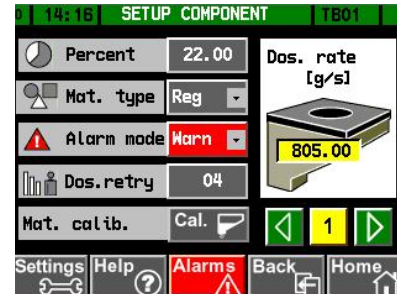 14:16 SETUP COMPONENT TB01
Percent 22.00
Dos. rate
[g/s]
Mat. type Reg
Alarm mode Warn
805.00
Dos.retry 04
Mat. calib. Cal.
1
Settings Help Alarms Back Home